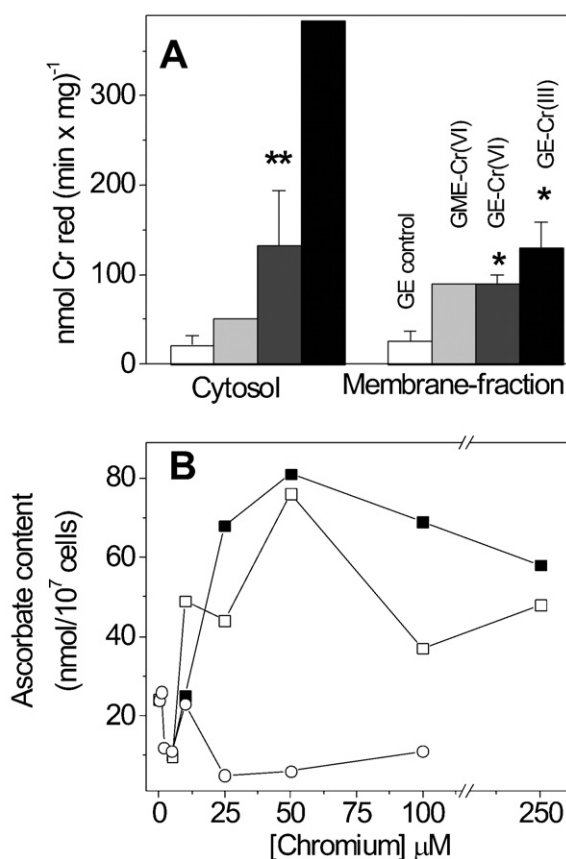 A
nmol Cr red (min x mg)-1
300
200
100
0
**
GE control
GME-Cr(VI)
GE-Cr(VI)
*
GE-Cr(III)
*
Cytosol
Membrane-fraction
B
Ascorbate content
(nmol/10⁷ cells)
80
60
40
20
0
25
50
75
100
250
[Chromium] µM